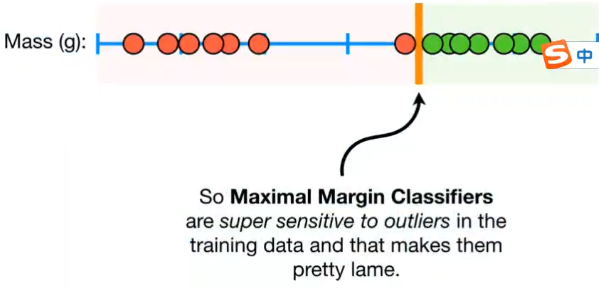 Mass (g):
S 中
So Maximal Margin Classifiers
are super sensitive to outliers in the
training data and that makes them
pretty lame.